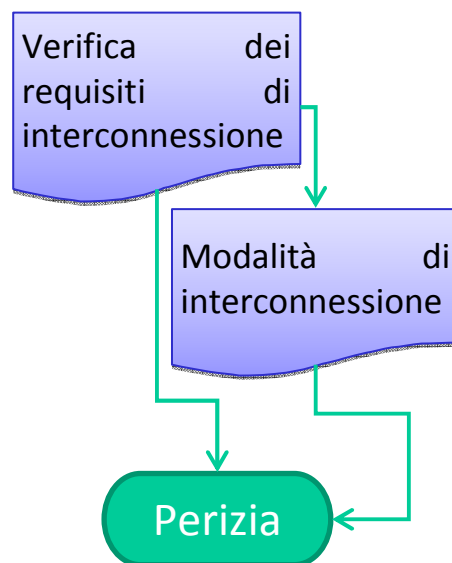 Verifica dei
requisiti di
interconnessione
Modalità di
interconnessione
Perizia